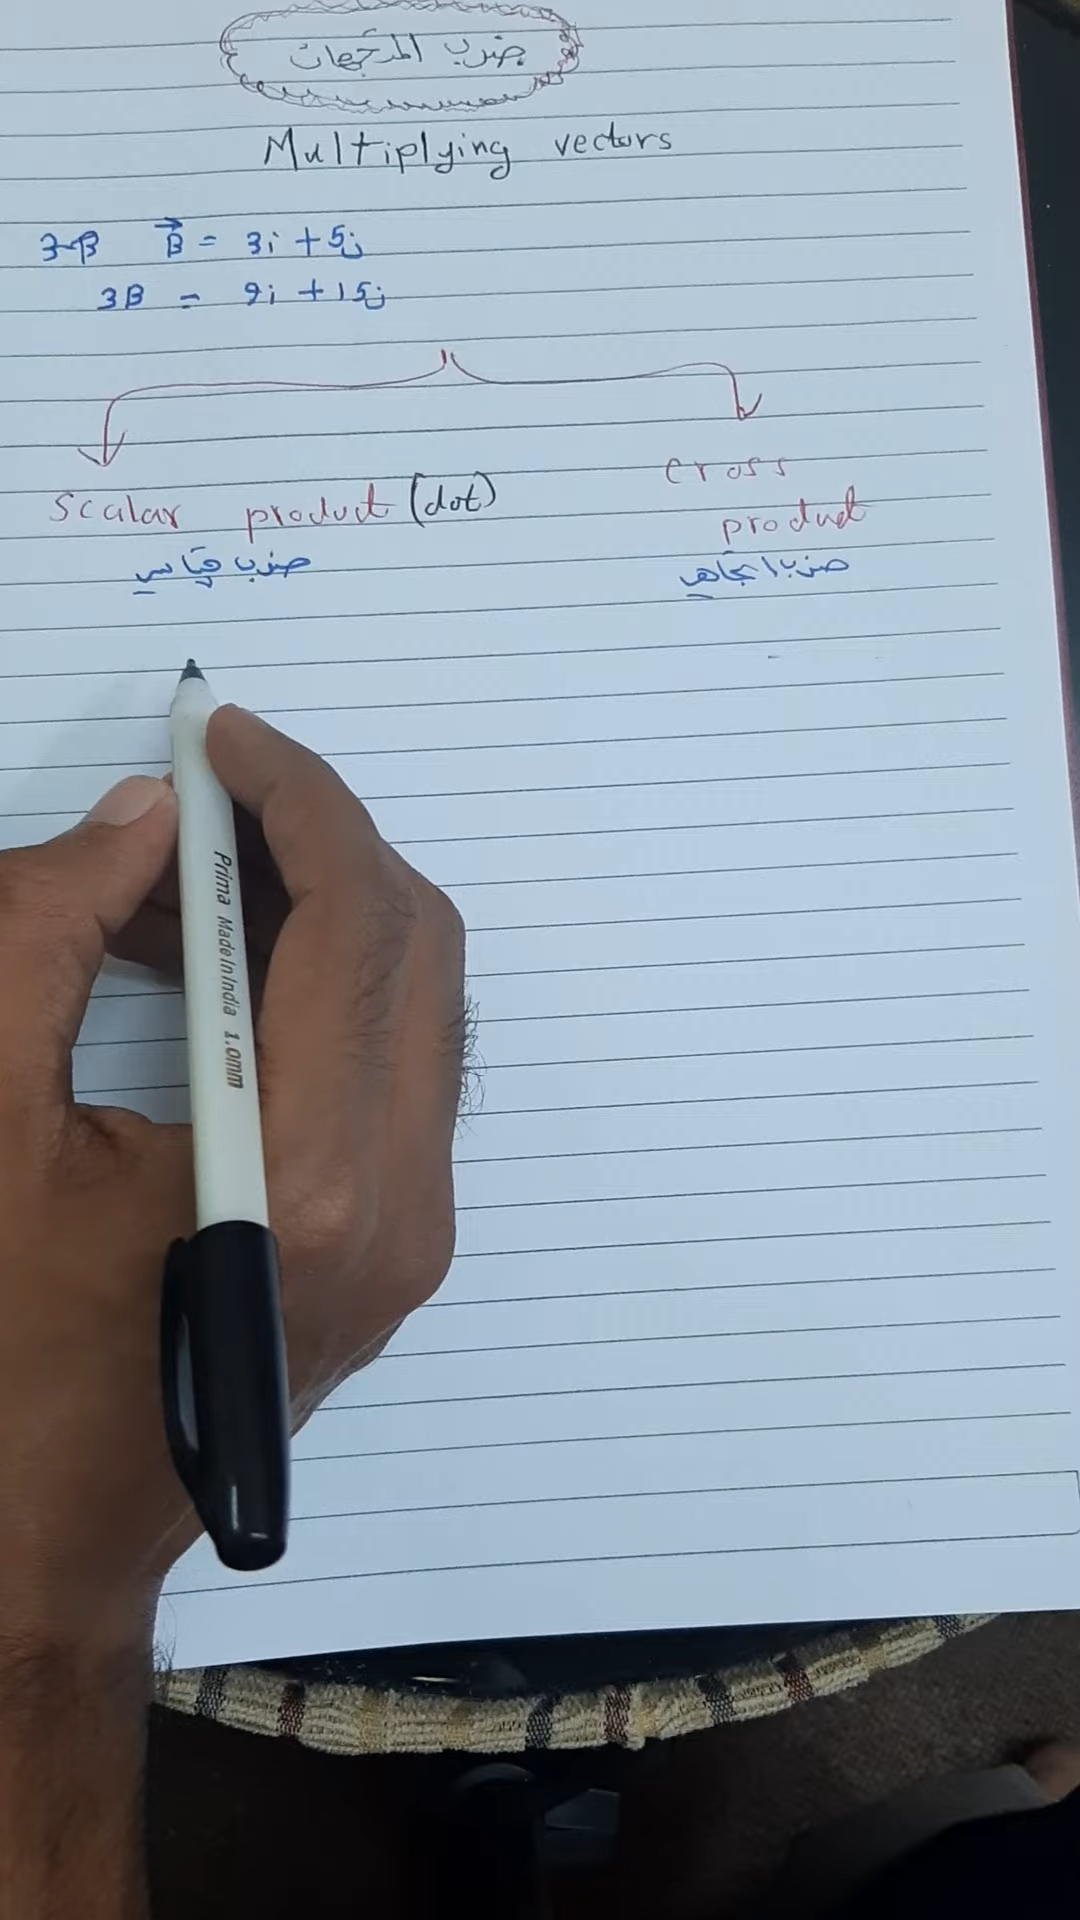 ضرب المتجهات
Multiplying vectors
3-B B = 3i + 5j
3B = 9i + 15j
Scalar product (dot)
ضرب قياسي
cross
product
ضرب اتجاهي
Prima Made In India 1.0mm